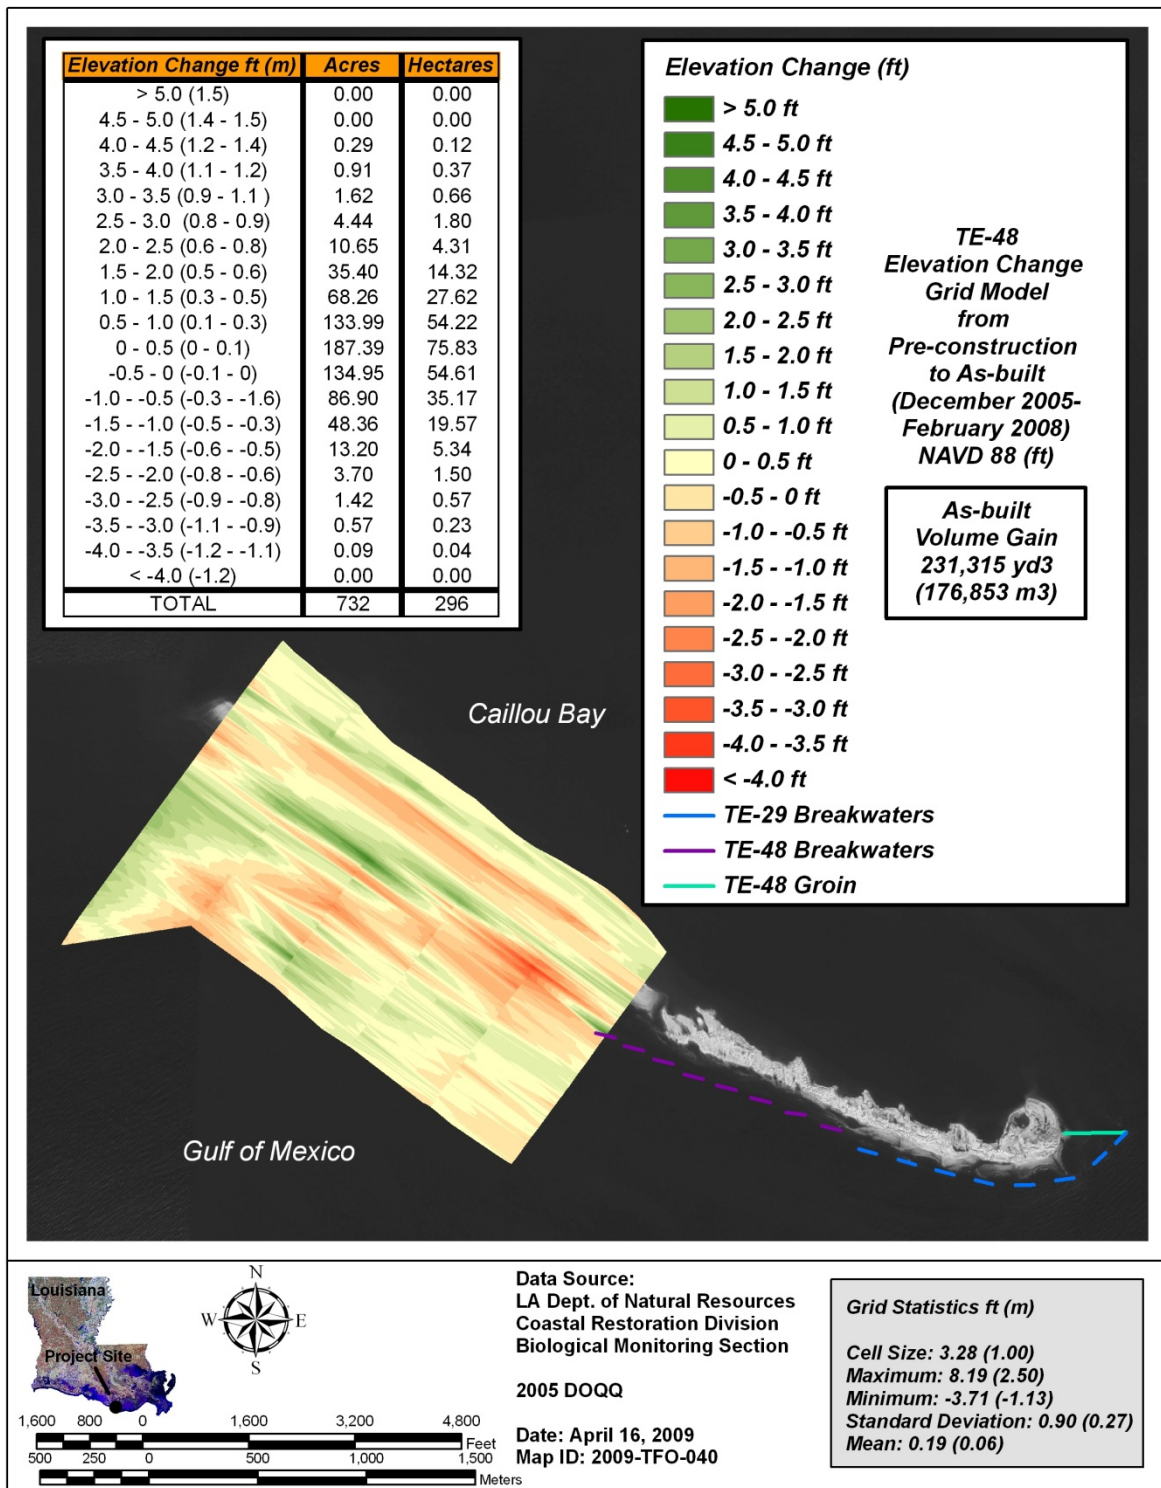 Elevation Change ft (m) Acres Hectares
> 5.0 (1.5) 0.00 0.00
4.5 - 5.0 (1.4 - 1.5) 0.00 0.00
4.0 - 4.5 (1.2 - 1.4) 0.29 0.12
3.5 - 4.0 (1.1 - 1.2) 0.91 0.37
3.0 - 3.5 (0.9 - 1.1 ) 1.62 0.66
2.5 - 3.0 (0.8 - 0.9) 4.44 1.80
2.0 - 2.5 (0.6 - 0.8) 10.65 4.31
1.5 - 2.0 (0.5 - 0.6) 35.40 14.32
1.0 - 1.5 (0.3 - 0.5) 68.26 27.62
0.5 - 1.0 (0.1 - 0.3) 133.99 54.22
0 - 0.5 (0 - 0.1) 187.39 75.83
-0.5 - 0 (-0.1 - 0) 134.95 54.61
-1.0 - -0.5 (-0.3 - -1.6) 86.90 35.17
-1.5 - -1.0 (-0.5 - -0.3) 48.36 19.57
-2.0 - -1.5 (-0.6 - -0.5) 13.20 5.34
-2.5 - -2.0 (-0.8 - -0.6) 3.70 1.50
-3.0 - -2.5 (-0.9 - -0.8) 1.42 0.57
-3.5 - -3.0 (-1.1 - -0.9) 0.57 0.23
-4.0 - -3.5 (-1.2 - -1.1) 0.09 0.04
< -4.0 (-1.2) 0.00 0.00
TOTAL 732 296
Elevation Change (ft)
> 5.0 ft
4.5 - 5.0 ft
4.0 - 4.5 ft
3.5 - 4.0 ft
3.0 - 3.5 ft
2.5 - 3.0 ft
2.0 - 2.5 ft
1.5 - 2.0 ft
1.0 - 1.5 ft
0.5 - 1.0 ft
0 - 0.5 ft
-0.5 - 0 ft
-1.0 - -0.5 ft
-1.5 - -1.0 ft
-2.0 - -1.5 ft
-2.5 - -2.0 ft
-3.0 - -2.5 ft
-3.5 - -3.0 ft
-4.0 - -3.5 ft
< -4.0 ft
TE-29 Breakwaters
TE-48 Breakwaters
TE-48 Groin
TE-48
Elevation Change
Grid Model
from
Pre-construction
to As-built
(December 2005-
February 2008)
NAVD 88 (ft)
As-built
Volume Gain
231,315 yd3
(176,853 m3)
Caillou Bay
Gulf of Mexico
Louisiana
Project Site
N
W E
S
1,600 800 0 1,600 3,200 4,800
Feet
500 250 0 500 1,000 1,500
Meters
Data Source:
LA Dept. of Natural Resources
Coastal Restoration Division
Biological Monitoring Section
2005 DOQQ
Date: April 16, 2009
Map ID: 2009-TFO-040
Grid Statistics ft (m)
Cell Size: 3.28 (1.00)
Maximum: 8.19 (2.50)
Minimum: -3.71 (-1.13)
Standard Deviation: 0.90 (0.27)
Mean: 0.19 (0.06)